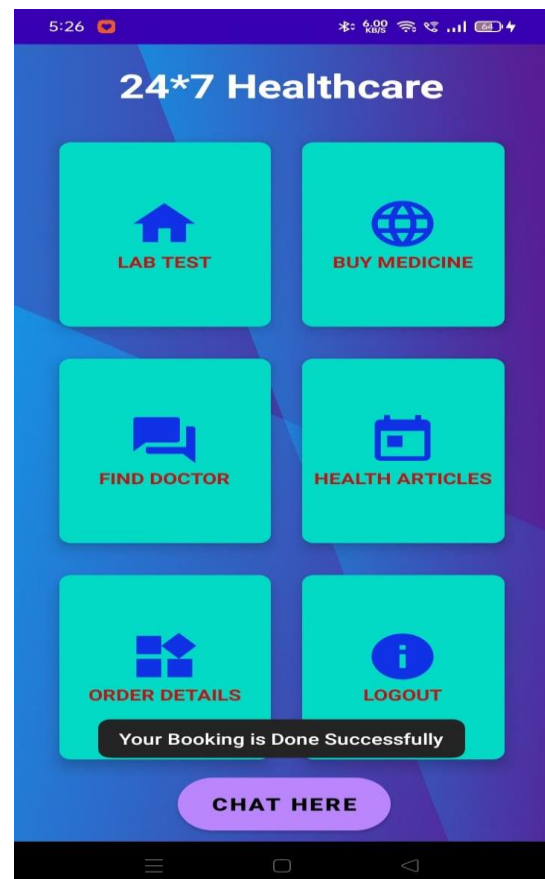 5:26
6.00
KB/S
64
24*7 Healthcare
LAB TEST
BUY MEDICINE
FIND DOCTOR
HEALTH ARTICLES
ORDER DETAILS
LOGOUT
Your Booking is Done Successfully
CHAT HERE